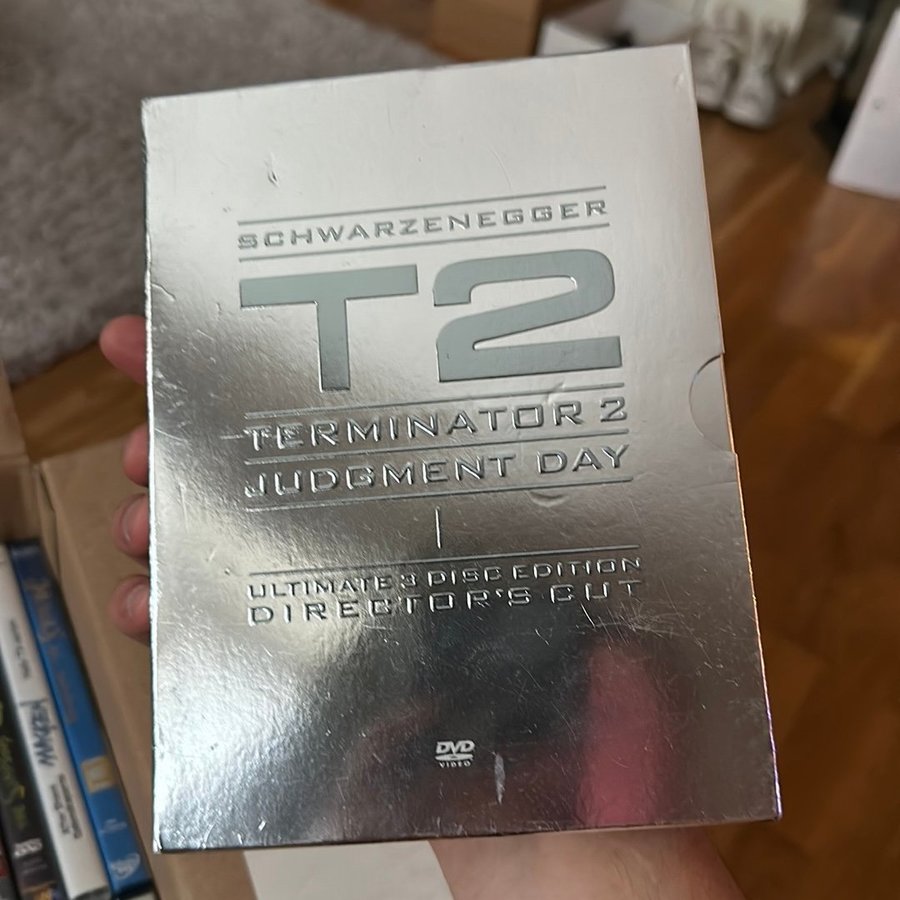 SCHWARZENEGGER
T2
TERMINATOR 2
JUDGMENT DAY
ULTIMATE 3 DISC EDITION
DIRECTOR'S CUT
DVD
VIDEO